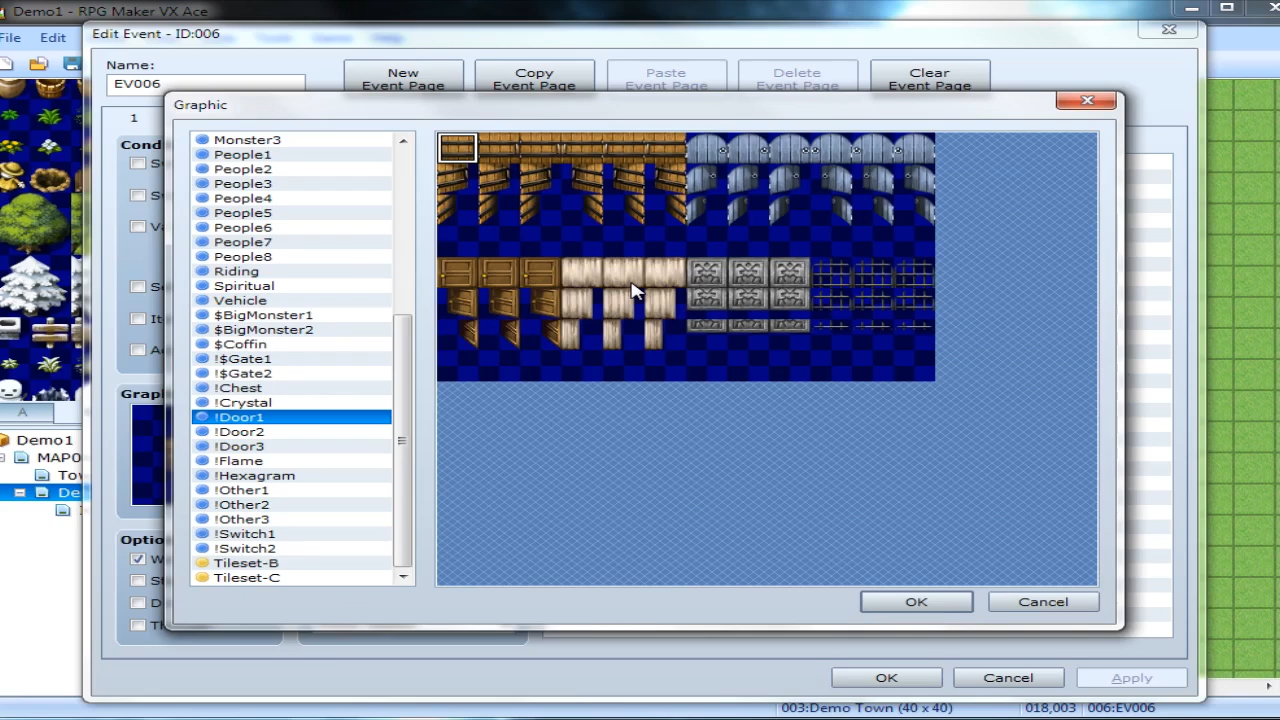 Demo1 - RPG Maker VX Ace
File Edit
Edit Event - ID:006
Name:
EV006
New Event Page
Copy Event Page
Paste Event Page
Delete Event Page
Clear Event Page
1
Graphic
Cond
Monster3
People1
People2
People3
People4
People5
People6
People7
People8
Riding
Spiritual
Vehicle
$BigMonster1
$BigMonster2
$Coffin
!$Gate1
!$Gate2
!Chest
!Crystal
!Door1
!Door2
!Door3
!Flame
!Hexagram
!Other1
!Other2
!Other3
!Switch1
!Switch2
Tileset-B
Tileset-C
OK
Cancel
Graph
Optio
A
Demo1
MAP0
Tov
De
OK
Cancel
Apply
003:Demo Town (40 x 40)
018,003
006:EV006